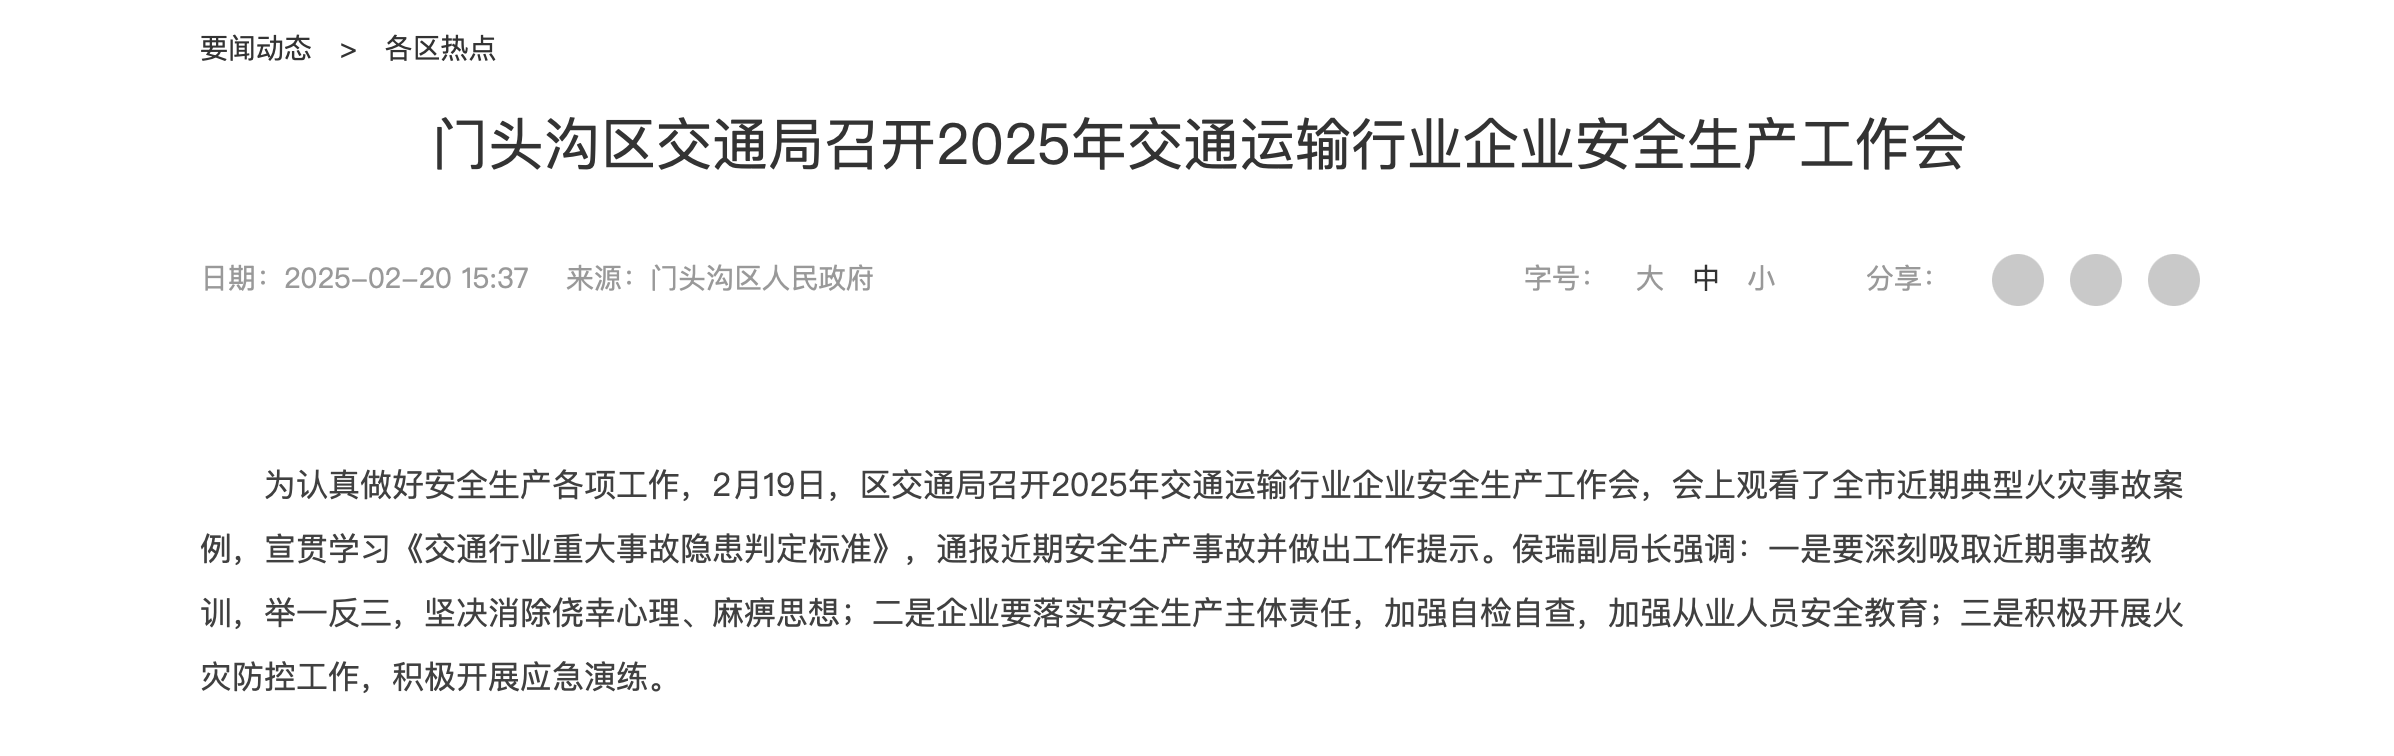 要闻动态 > 各区热点
门头沟区交通局召开2025年交通运输行业企业安全生产工作会
日期：2025-02-20 15:37 来源：门头沟区人民政府 字号： 大 中 小 分享：
为认真做好安全生产各项工作，2月19日，区交通局召开2025年交通运输行业企业安全生产工作会，会上观看了全市近期典型火灾事故案
例，宣贯学习《交通行业重大事故隐患判定标准》，通报近期安全生产事故并做出工作提示。侯瑞副局长强调：一是要深刻吸取近期事故教
训，举一反三，坚决消除侥幸心理、麻痹思想；二是企业要落实安全生产主体责任，加强自检自查，加强从业人员安全教育；三是积极开展火
灾防控工作，积极开展应急演练。